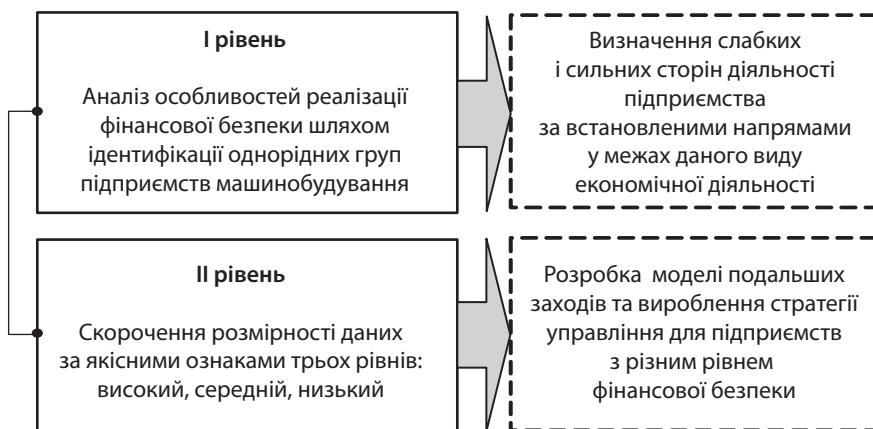 І рівень
Аналіз особливостей реалізації
фінансової безпеки шляхом
ідентифікації однорідних груп
підприємств машинобудування
Визначення слабких
і сильних сторін діяльності
підприємства
за встановленими напрямами
у межах даного виду
економічної діяльності
ІІ рівень
Скорочення розмірності даних
за якісними ознаками трьох рівнів:
високий, середній, низький
Розробка моделі подальших
заходів та вироблення стратегії
управління для підприємств
з різним рівнем
фінансової безпеки